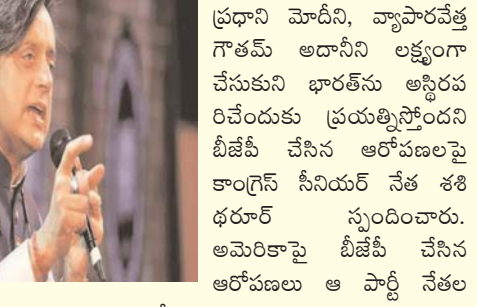 ప్రధాని మోదీని, వ్యాపారవేత్త
గౌతమ్ అదానీని లక్ష్యంగా
చేసుకుని భారత్‌ను అస్థిరప
రిచేందుకు ప్రయత్నిస్తోందని
బీజేపీ చేసిన ఆరోపణలపై
కాంగ్రెస్ సీనియర్ నేత శశి
థరూర్ స్పందించారు.
అమెరికాపై బీజేపీ చేసిన
ఆరోపణలు ఆ పార్టీ నేతల